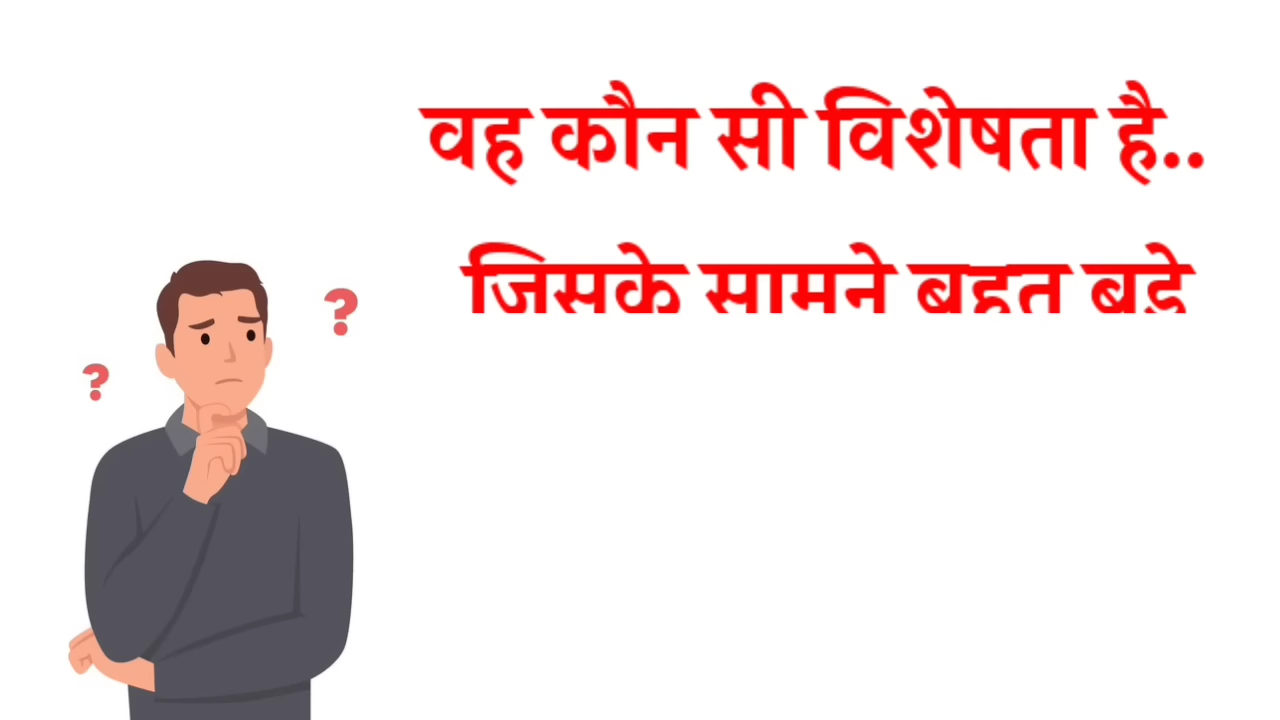 वह कौन सी विशेषता है..
जिसके सामने बहुत बड़े
? ?